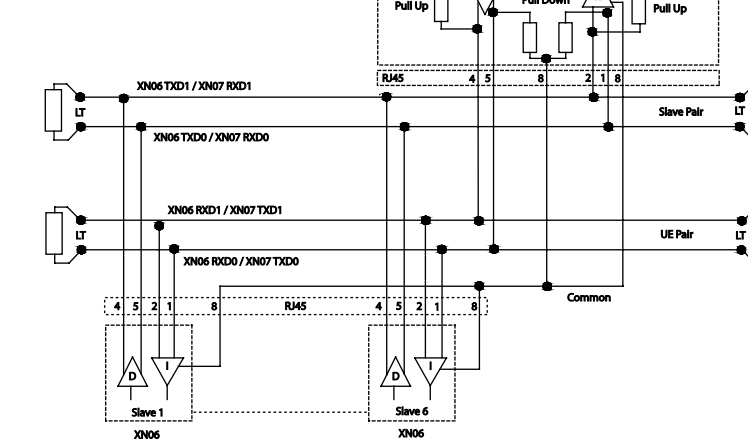 Pull Up
Pull Down
Pull Up
RJ45 4 5 8 2 1 8
XN06 TXD1 / XN07 RXD1
LT
Slave Pair
LT
XN06 TXD0 / XN07 RXD0
XN06 RXD1 / XN07 TXD1
LT
UE Pair
LT
XN06 RXD0 / XN07 TXD0
Common
4 5 2 1 8 RJ45 4 5 2 1 8
D I D I
Slave 1
Slave 6
XN06
XN06